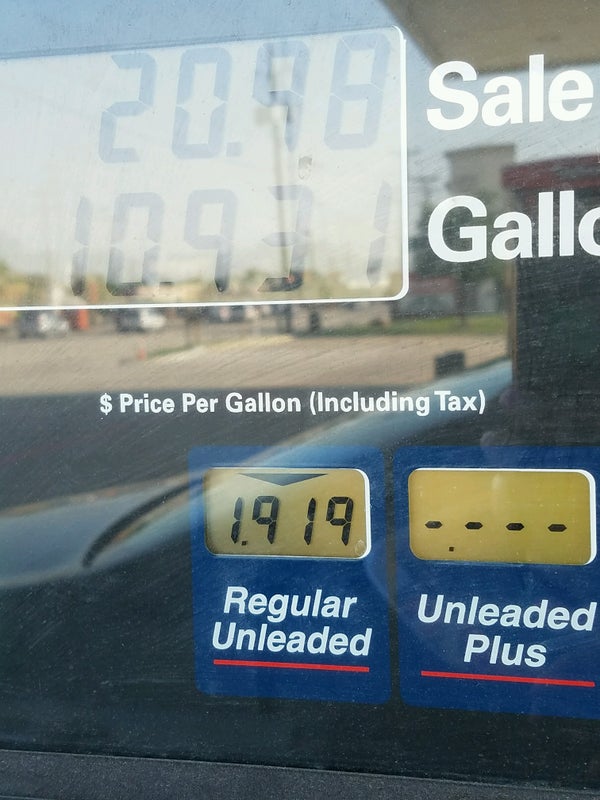 20.98 Sale
10.931 Gallo
$ Price Per Gallon (Including Tax)
1.919
Regular
Unleaded
-.---
Unleaded
Plus